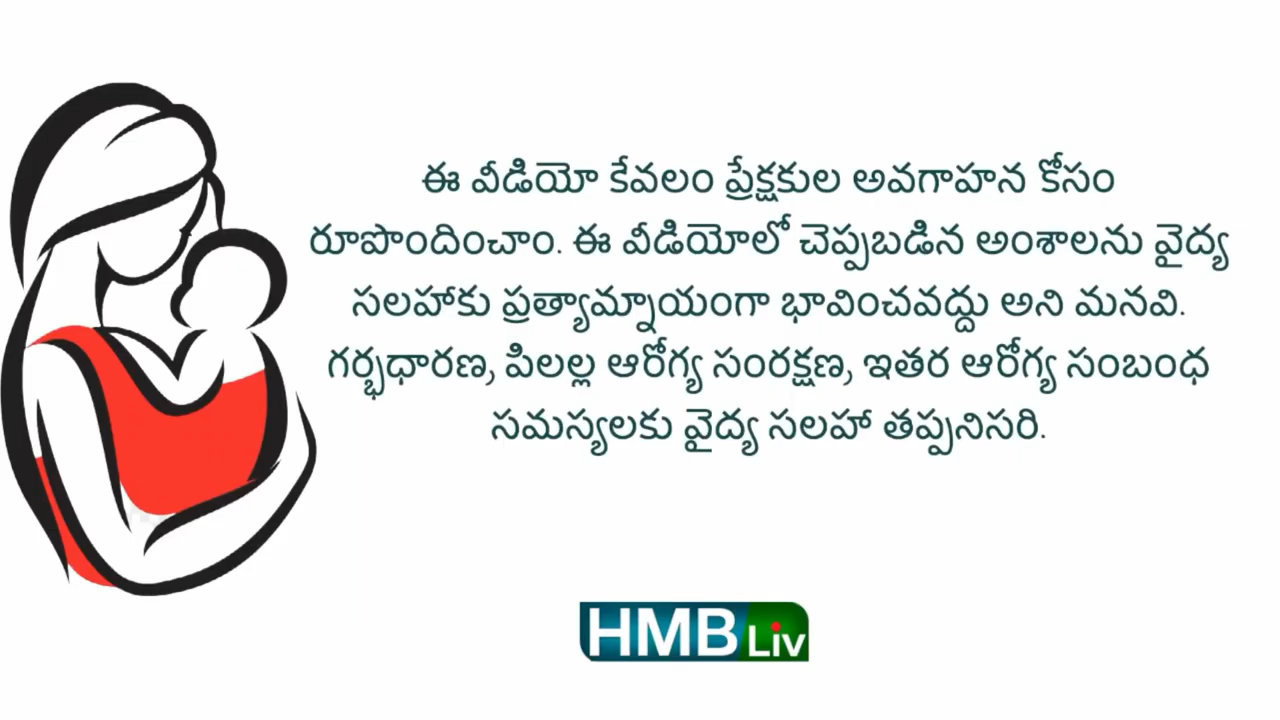 ఈ వీడియో కేవలం ప్రేక్షకుల అవగాహన కోసం
రూపొందించాం. ఈ వీడియోలో చెప్పబడిన అంశాలను వైద్య
సలహాకు ప్రత్యామ్నాయంగా భావించవద్దు అని మనవి.
గర్భధారణ, పిలల్ల ఆరోగ్య సంరక్షణ, ఇతర ఆరోగ్య సంబంధ
సమస్యలకు వైద్య సలహా తప్పనిసరి.
HMB Liv